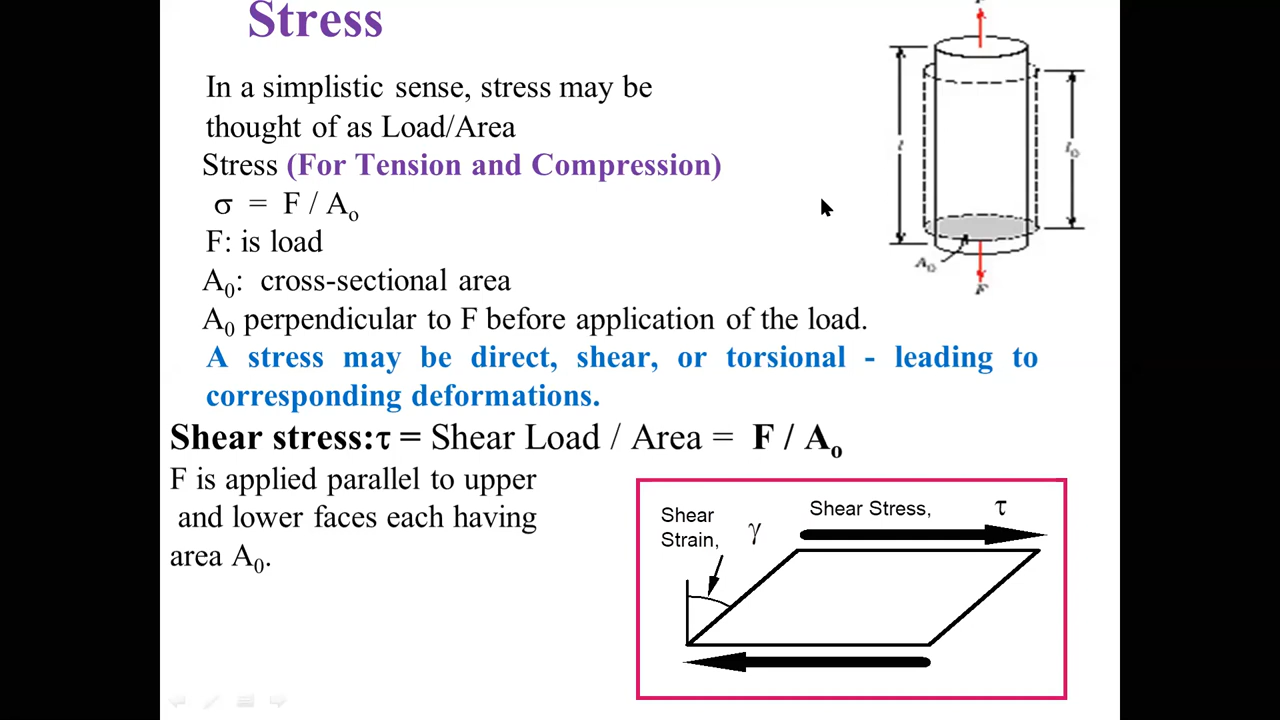 Stress
In a simplistic sense, stress may be
thought of as Load/Area
Stress (For Tension and Compression)
σ = F / Ao
F: is load
A0: cross-sectional area
A0 perpendicular to F before application of the load.
A stress may be direct, shear, or torsional - leading to
corresponding deformations.
Shear stress:τ = Shear Load / Area = F / Ao
F is applied parallel to upper
and lower faces each having
area A0.
l
l0
A0
F
Shear
Strain, γ
Shear Stress, τ